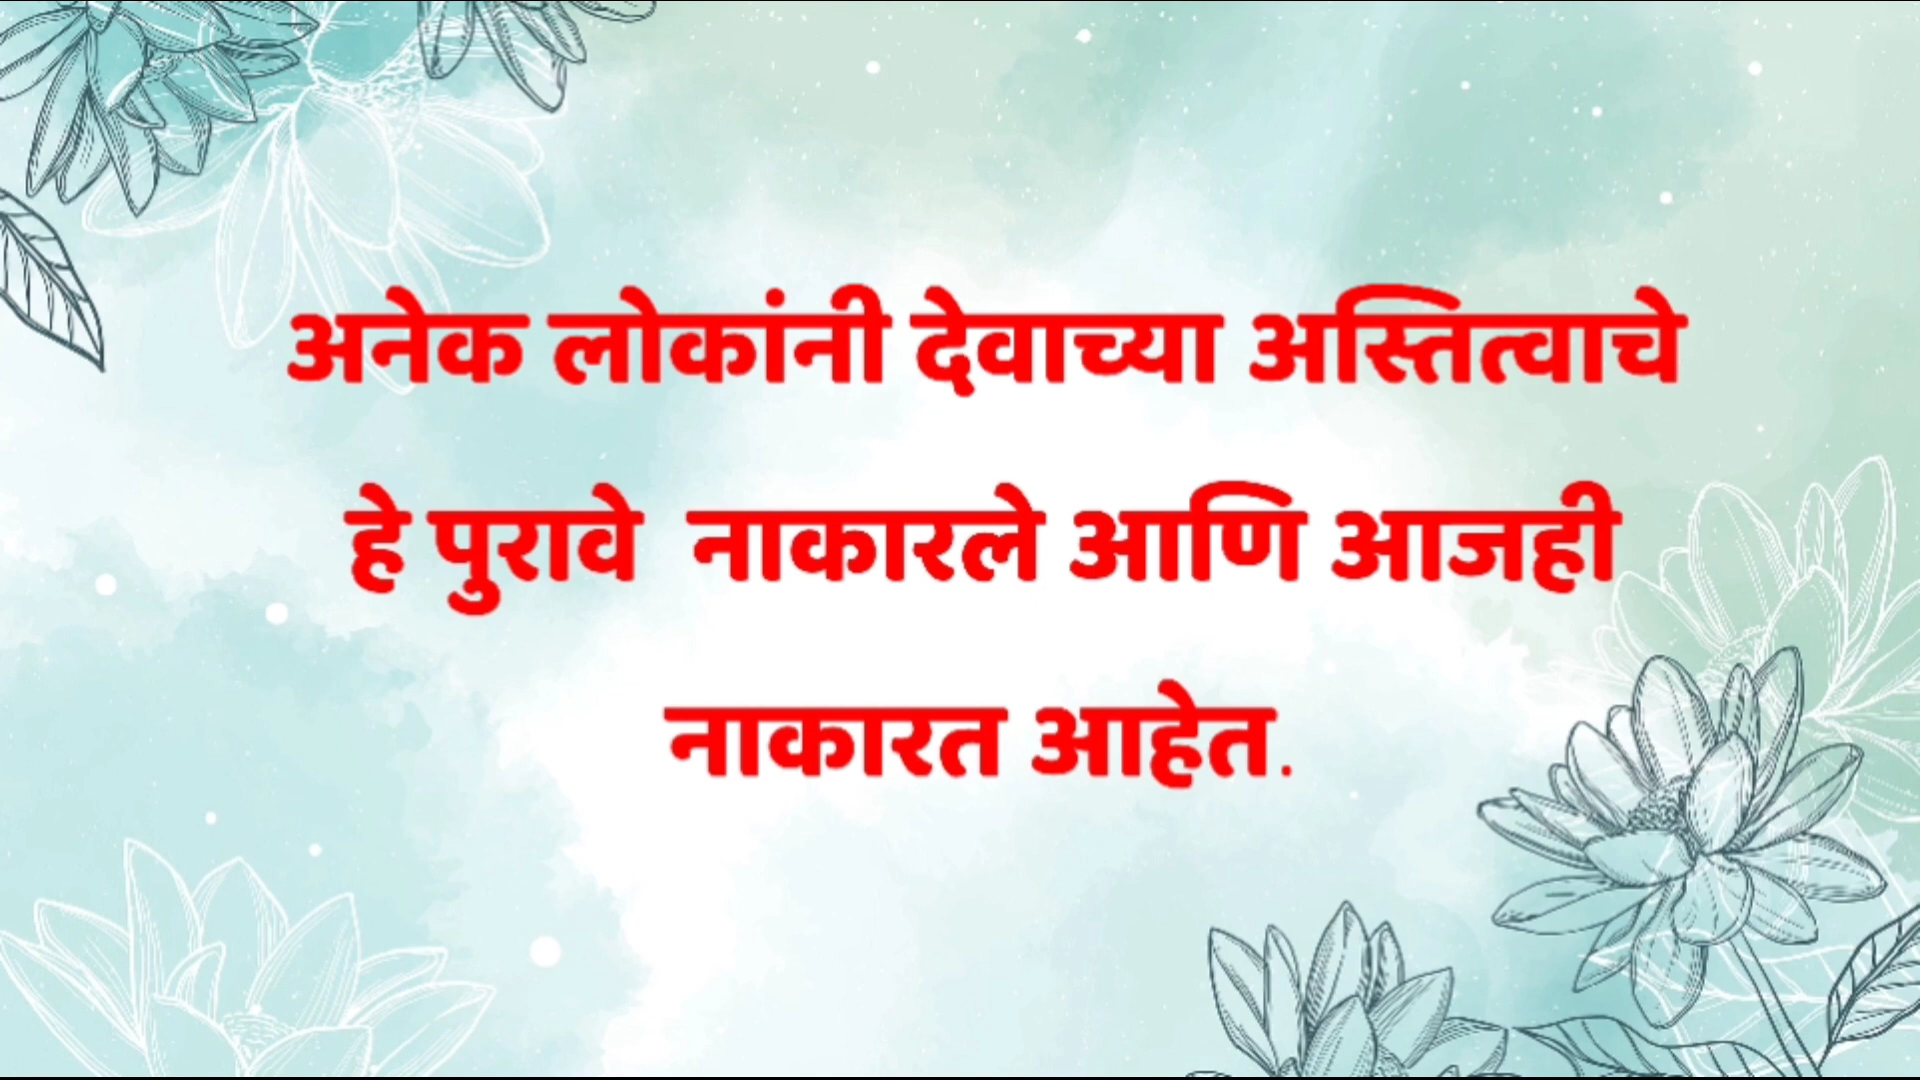 अनेक लोकांनी देवाच्या अस्तित्वाचे
हे पुरावे नाकारले आणि आजही
नाकारत आहेत.